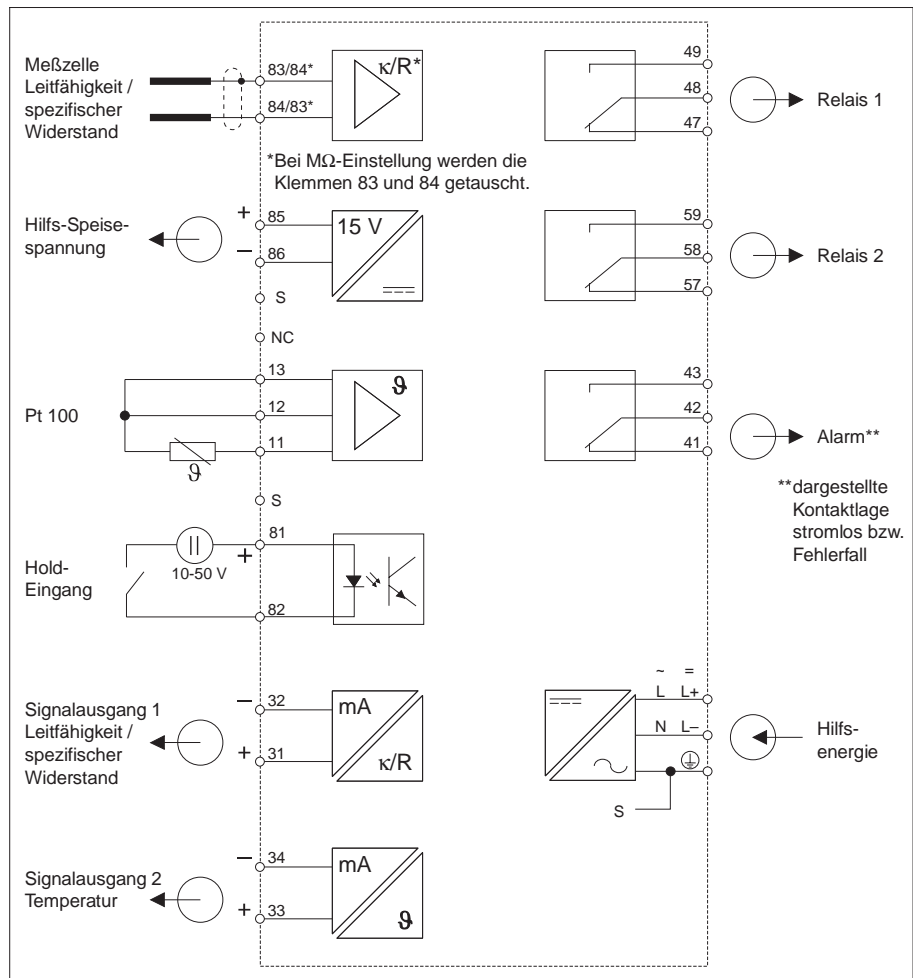 Meßzelle
Leitfähigkeit /
spezifischer
Widerstand
83/84*
84/83*
κ/R*
*Bei MΩ-Einstellung werden die
Klemmen 83 und 84 getauscht.
49
48
47
Relais 1
Hilfs-Speise-
spannung
+
–
85
86
15 V
S
NC
59
58
57
Relais 2
Pt 100
13
12
11
ϑ
ϑ
S
43
42
41
Alarm**
**dargestellte
Kontaktlage
stromlos bzw.
Fehlerfall
Hold-
Eingang
10-50 V
+
81
82
Signalausgang 1
Leitfähigkeit /
spezifischer
Widerstand
–
+
32
31
mA
κ/R
~ =
L L+
N L–
S
Hilfs-
energie
Signalausgang 2
Temperatur
–
+
34
33
mA
ϑ